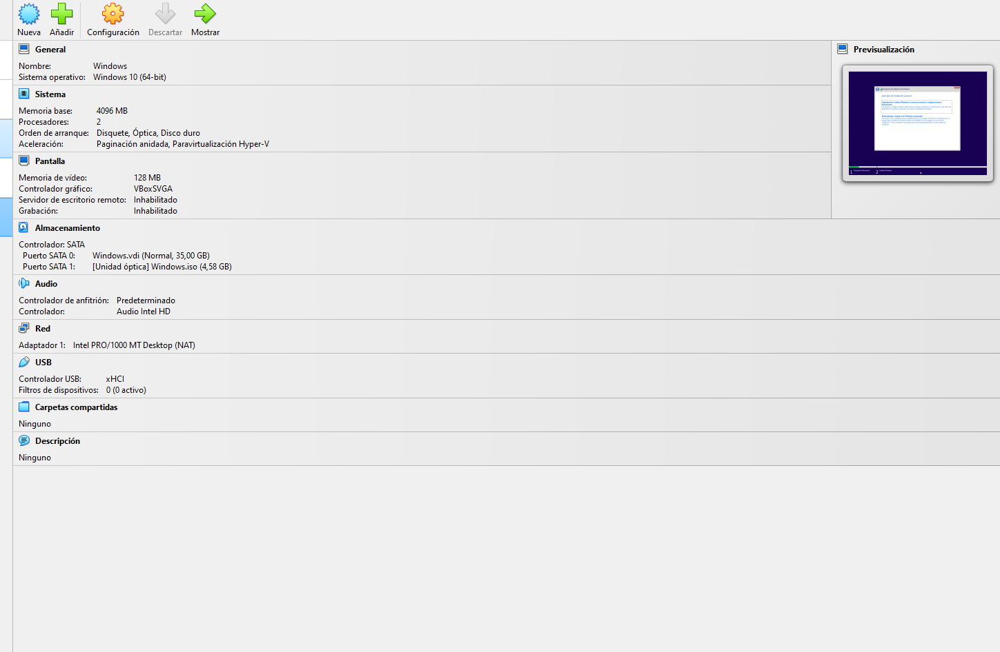 Nueva Añadir Configuración Descartar Mostrar
General
Nombre: Windows
Sistema operativo: Windows 10 (64-bit)
Sistema
Memoria base: 4096 MB
Procesadores: 2
Orden de arranque: Disquete, Óptica, Disco duro
Aceleración: Paginación anidada, Paravirtualización Hyper-V
Pantalla
Memoria de vídeo: 128 MB
Controlador gráfico: VBoxSVGA
Servidor de escritorio remoto: Inhabilitado
Grabación: Inhabilitado
Previsualización
Almacenamiento
Controlador: SATA
Puerto SATA 0: Windows.vdi (Normal, 35,00 GB)
Puerto SATA 1: [Unidad óptica] Windows.iso (4,58 GB)
Audio
Controlador de anfitrión: Predeterminado
Controlador: Audio Intel HD
Red
Adaptador 1: Intel PRO/1000 MT Desktop (NAT)
USB
Controlador USB: xHCI
Filtros de dispositivos: 0 (0 activo)
Carpetas compartidas
Ninguno
Descripción
Ninguno